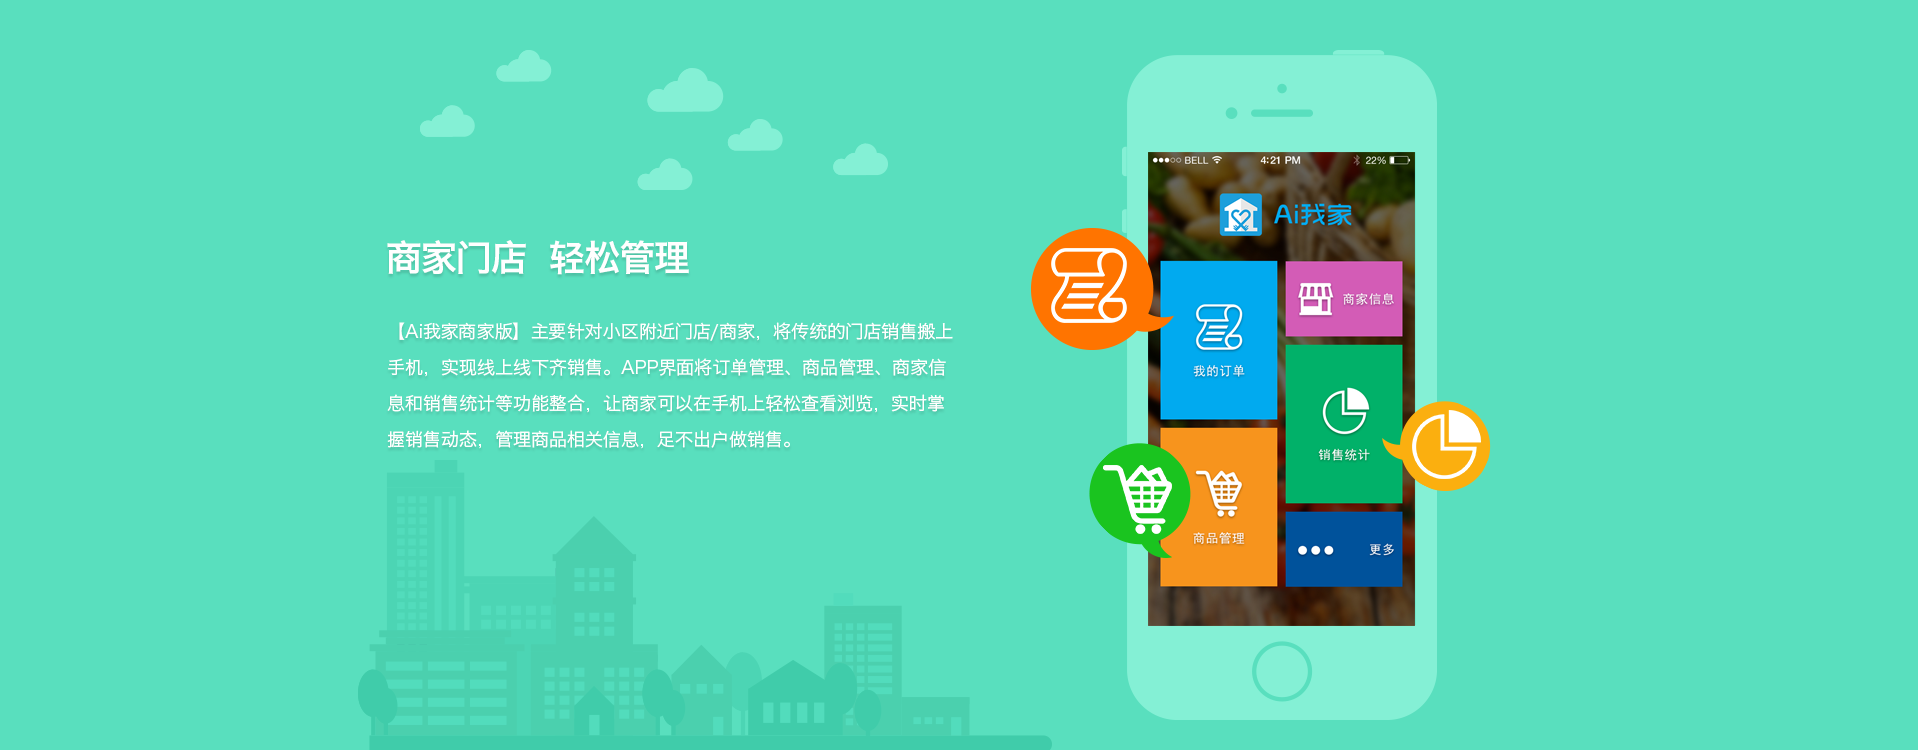 商家门店 轻松管理
【Ai我家商家版】主要针对小区附近门店/商家，将传统的门店销售搬上
手机，实现线上线下齐销售。APP界面将订单管理、商品管理、商家信
息和销售统计等功能整合，让商家可以在手机上轻松查看浏览，实时掌
握销售动态，管理商品相关信息，足不出户做销售。
BELL 4:21 PM 22%
Ai我家
我的订单
商家信息
销售统计
商品管理
更多